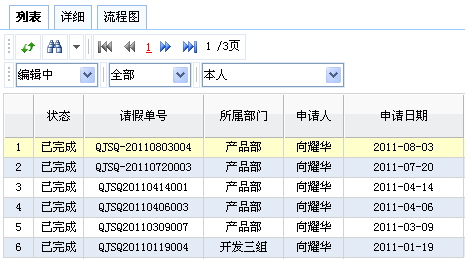 列表 详细 流程图
1 1 /3页
编辑中 全部 本人
状态 请假单号 所属部门 申请人 申请日期
1 已完成 QJSQ-20110803004 产品部 向耀华 2011-08-03
2 已完成 QJSQ-20110720003 产品部 向耀华 2011-07-20
3 已完成 QJSQ20110414001 产品部 向耀华 2011-04-14
4 已完成 QJSQ20110406003 产品部 向耀华 2011-04-06
5 已完成 QJSQ20110309007 产品部 向耀华 2011-03-09
6 已完成 QJSQ20110119004 开发三组 向耀华 2011-01-19